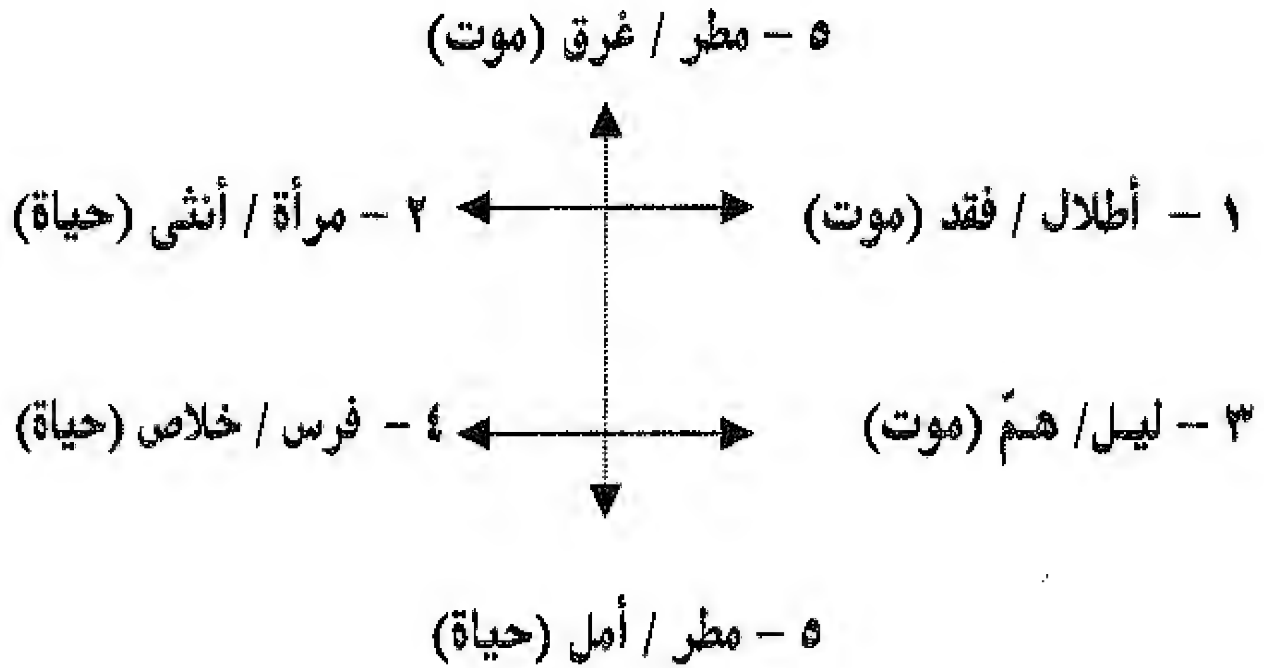 ٥ - مطر / غرق (موت)
١ - أطلال / فقد (موت)
٢ - مرأة / أنثى (حياة)
٣ - ليل / همّ (موت)
٤ - فرس / خلاص (حياة)
٥ - مطر / أمل (حياة)